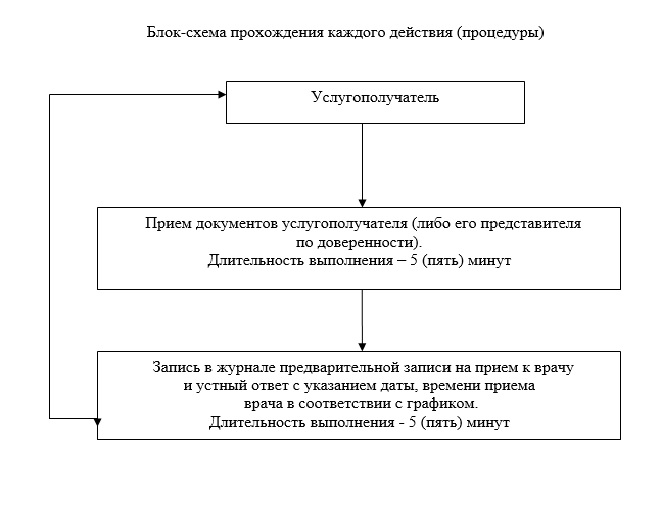 Блок-схема прохождения каждого действия (процедуры)
Услугополучатель
Прием документов услугополучателя (либо его представителя
по доверенности).
Длительность выполнения – 5 (пять) минут
Запись в журнале предварительной записи на прием к врачу
и устный ответ с указанием даты, времени приема
врача в соответствии с графиком.
Длительность выполнения - 5 (пять) минут